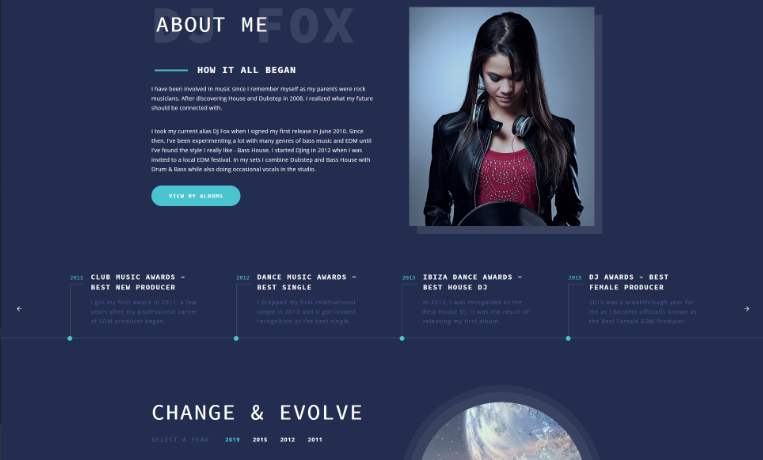 DJ FOX
ABOUT ME
HOW IT ALL BEGAN
I have been involved in music since I remember myself as my parents were rock
musicians. After discovering House and Dubstep in 2008, I realized what my future
should be connected with.
I took my current alias DJ Fox when I signed my first release in June 2010. Since
then, I've been experimenting a lot with many genres of bass music and EDM until
I've found the style I really like - Bass House. I started DJing in 2012 when I was
invited to a local EDM festival. In my sets I combine Dubstep and Bass House with
Drum & Bass while also doing occasional vocals in the studio.
VIEW MY ALBUMS
2011 CLUB MUSIC AWARDS –
BEST NEW PRODUCER
I got my first award in 2011, a few
years after my professional career
of EDM producer began.
2012 DANCE MUSIC AWARDS –
BEST SINGLE
I dropped my first international
single in 2012 and it got instant
recognition as the best single.
2013 IBIZA DANCE AWARDS –
BEST HOUSE DJ
In 2013, I was recognized as the
Best House DJ. It was the result of
releasing my first album.
2015 DJ AWARDS – BEST
FEMALE PRODUCER
2015 was a breakthrough year for
me as I became officially known as
the Best Female EDM Producer.
CHANGE & EVOLVE
SELECT A YEAR 2019 2015 2012 2011